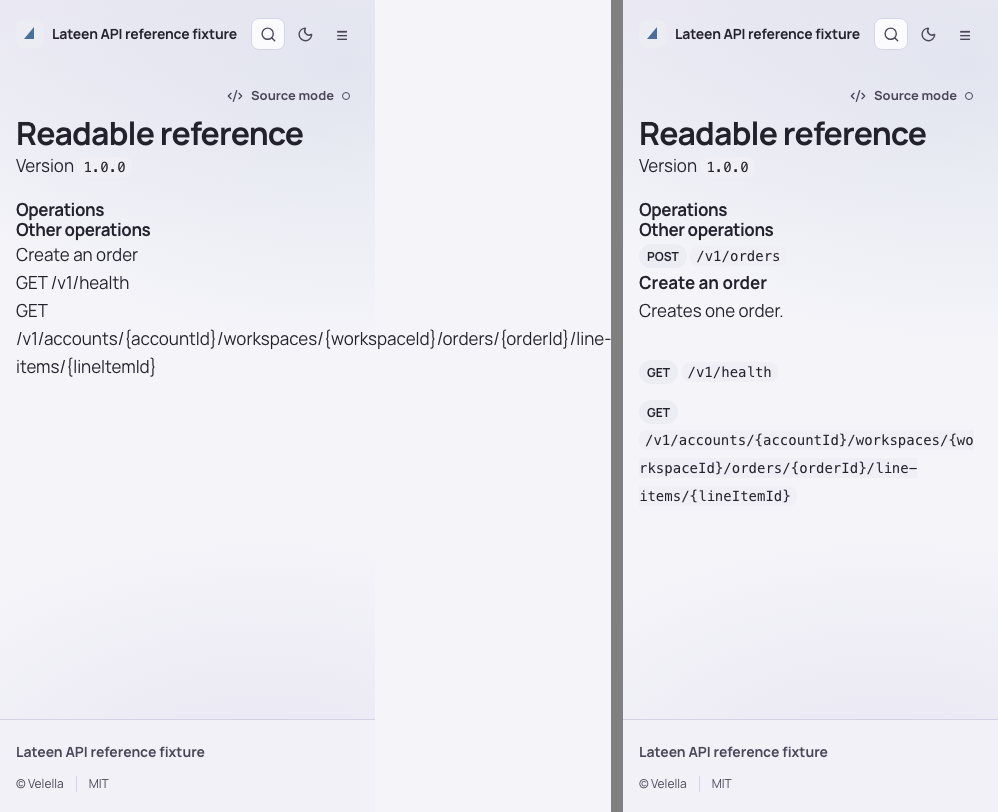 Lateen API reference fixture
Source mode
Readable reference
Version 1.0.0
Operations
Other operations
Create an order
GET /v1/health
GET
/v1/accounts/{accountId}/workspaces/{workspaceId}/orders/{orderId}/line-
items/{lineItemId}
Lateen API reference fixture
© Velella MIT
Lateen API reference fixture
Source mode
Readable reference
Version 1.0.0
Operations
Other operations
POST /v1/orders
Create an order
Creates one order.
GET /v1/health
GET
/v1/accounts/{accountId}/workspaces/{wo
rkspaceId}/orders/{orderId}/line-
items/{lineItemId}
Lateen API reference fixture
© Velella MIT